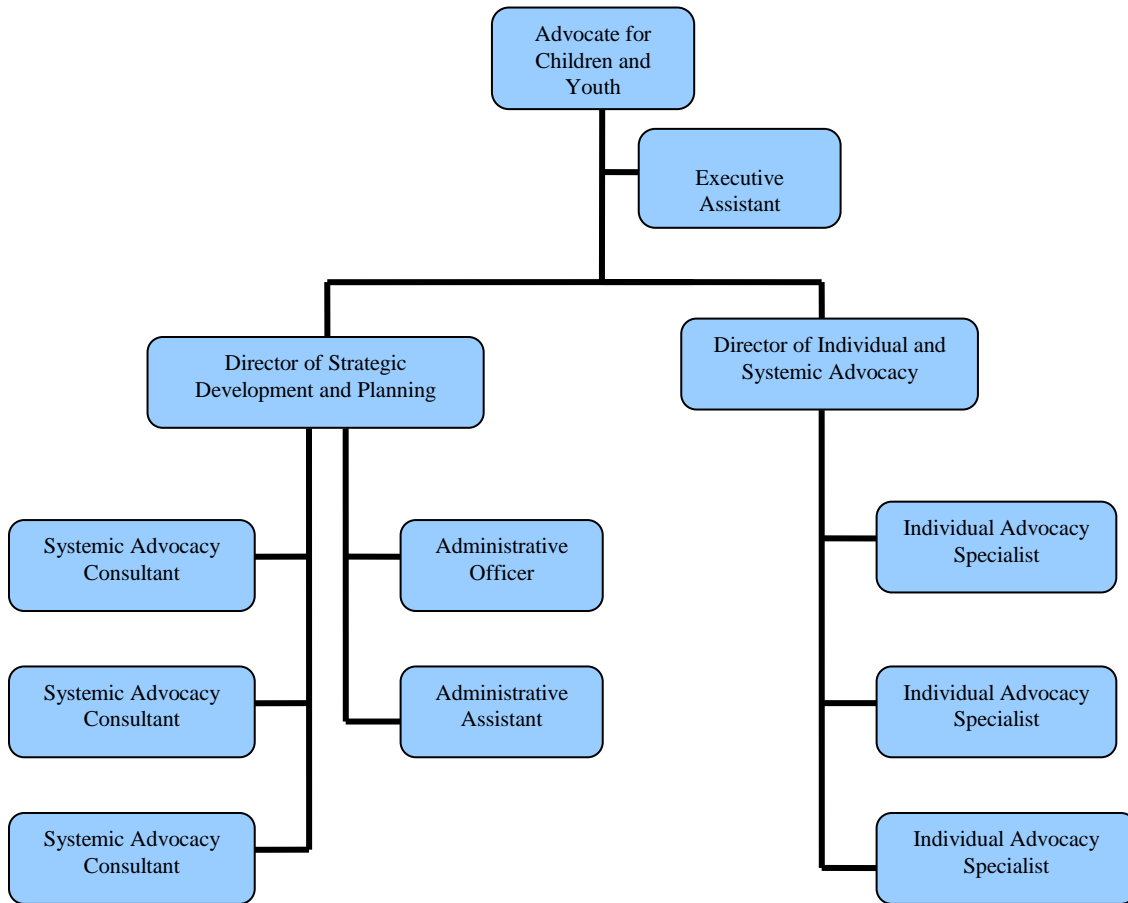 Advocate for
Children and
Youth
Executive
Assistant
Director of Strategic
Development and Planning
Director of Individual and
Systemic Advocacy
Systemic Advocacy
Consultant
Administrative
Officer
Individual Advocacy
Specialist
Systemic Advocacy
Consultant
Administrative
Assistant
Individual Advocacy
Specialist
Systemic Advocacy
Consultant
Individual Advocacy
Specialist